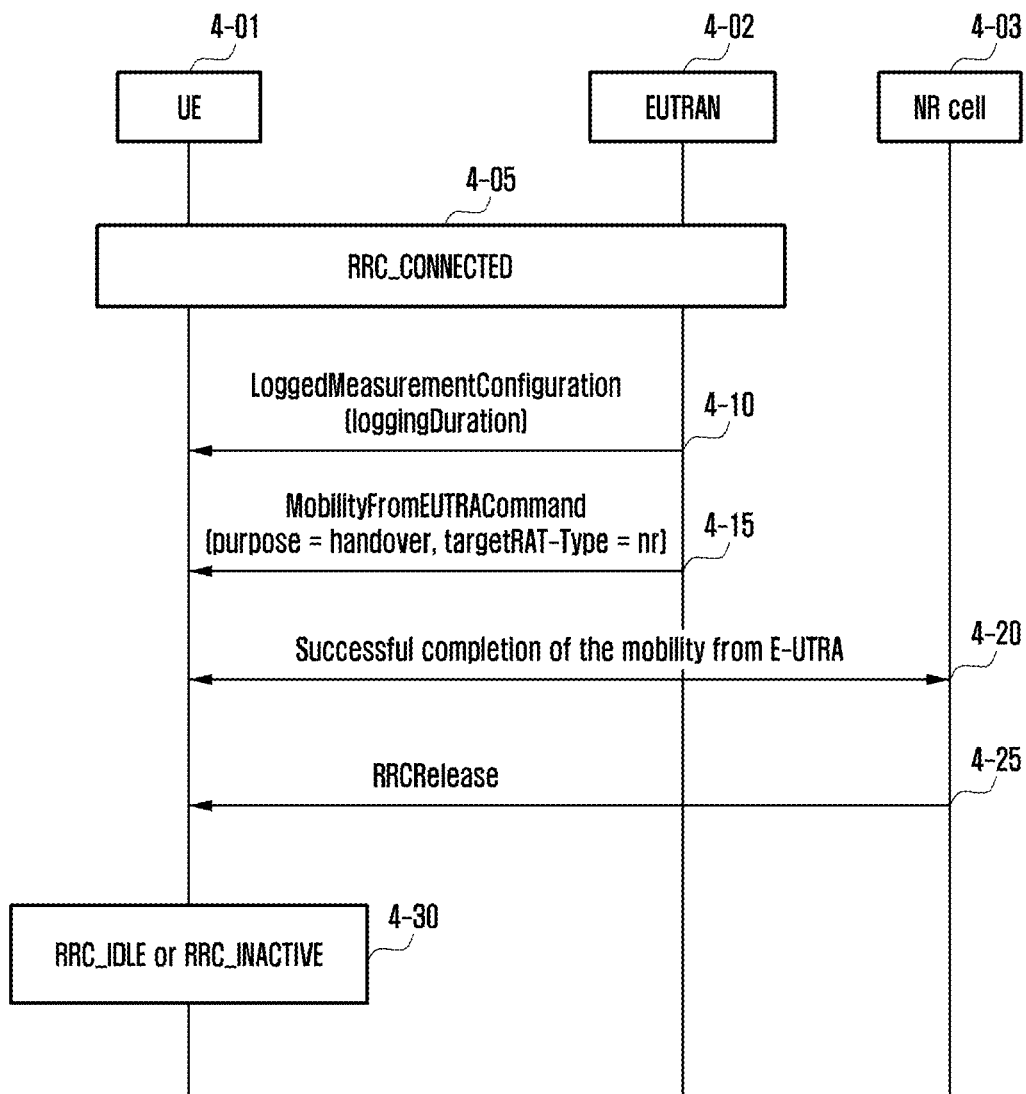 4-01
4-02
4-03
UE
EUTRAN
NR cell
4-05
RRC_CONNECTED
LoggedMeasurementConfiguration
(loggingDuration)
4-10
MobilityFromEUTRACommand
(purpose = handover, targetRAT-Type = nr)
4-15
Successful completion of the mobility from E-UTRA
4-20
RRCRelease
4-25
4-30
RRC_IDLE or RRC_INACTIVE